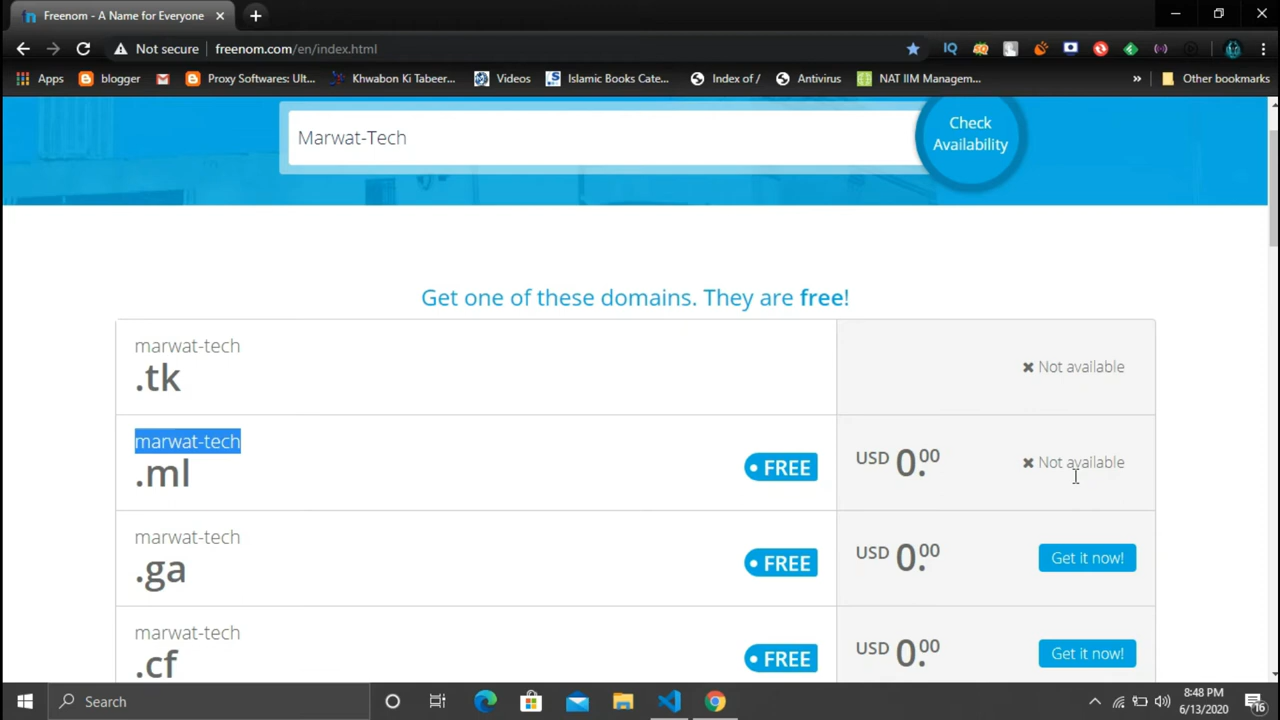 Freenom - A Name for Everyone
Not secure
freenom.com/en/index.html
IQ
Apps
blogger
Proxy Softwares: Ult...
Khwabon Ki Tabeer...
Videos
Islamic Books Cate...
Index of /
Antivirus
NAT IIM Managem...
»
Other bookmarks
Marwat-Tech
Check
Availability
Get one of these domains. They are free!
marwat-tech
.tk
Not available
marwat-tech
.ml
FREE
USD 0.00
Not available
marwat-tech
.ga
FREE
USD 0.00
Get it now!
marwat-tech
.cf
FREE
USD 0.00
Get it now!
Search
8:48 PM
6/13/2020
16